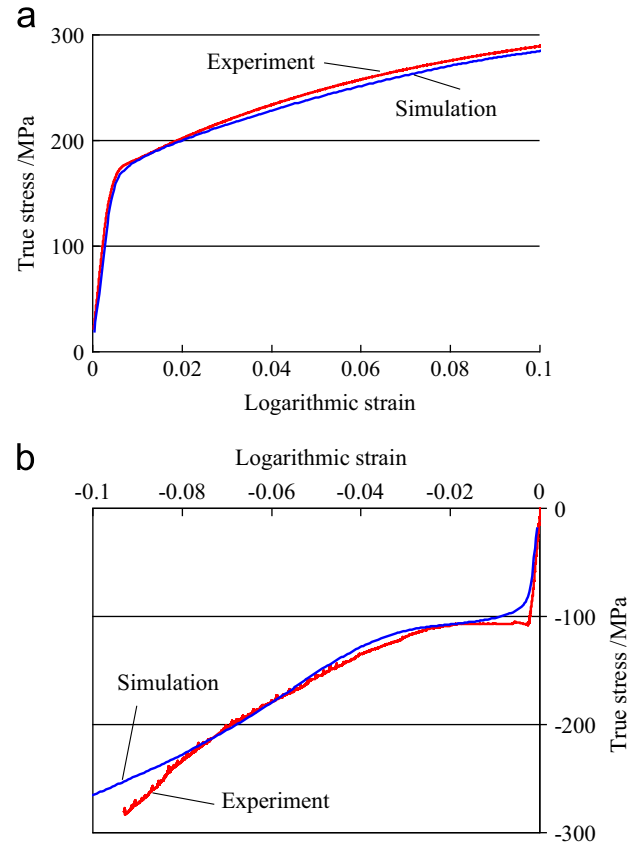 a
300
200
100
0
True stress /MPa
Experiment
Simulation
0
0.02
0.04
0.06
0.08
0.1
Logarithmic strain
b
Logarithmic strain
-0.1
-0.08
-0.06
-0.04
-0.02
0
0
-100
-200
-300
True stress /MPa
Simulation
Experiment